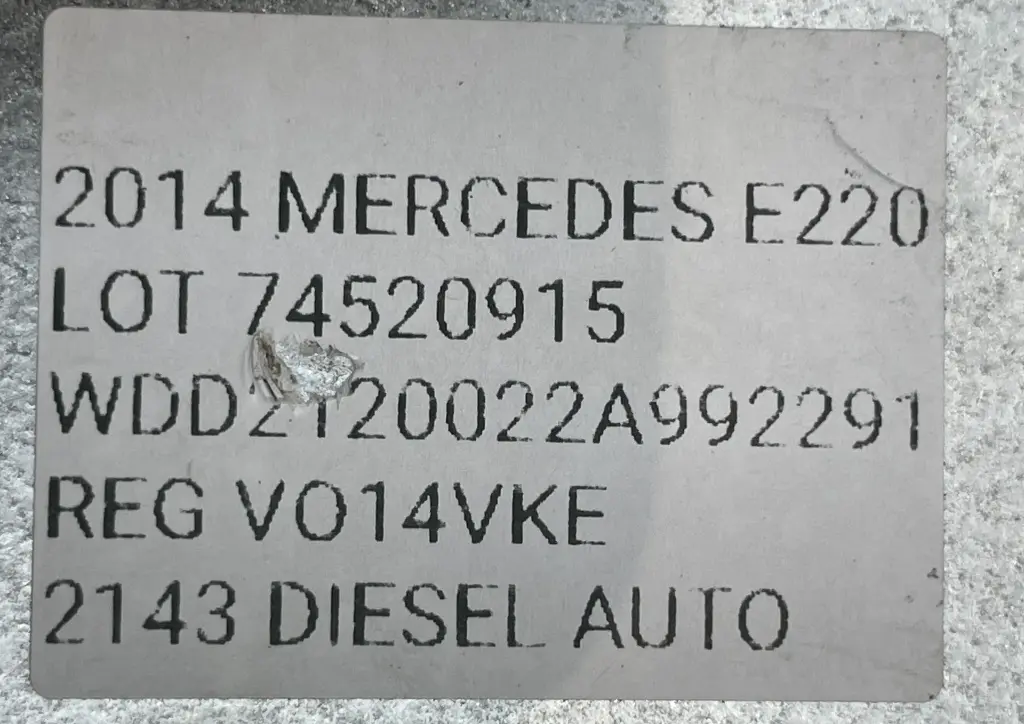 2014 MERCEDES E220
LOT 74520915
WDD2120022A992291
REG VO14VKE
2143 DIESEL AUTO